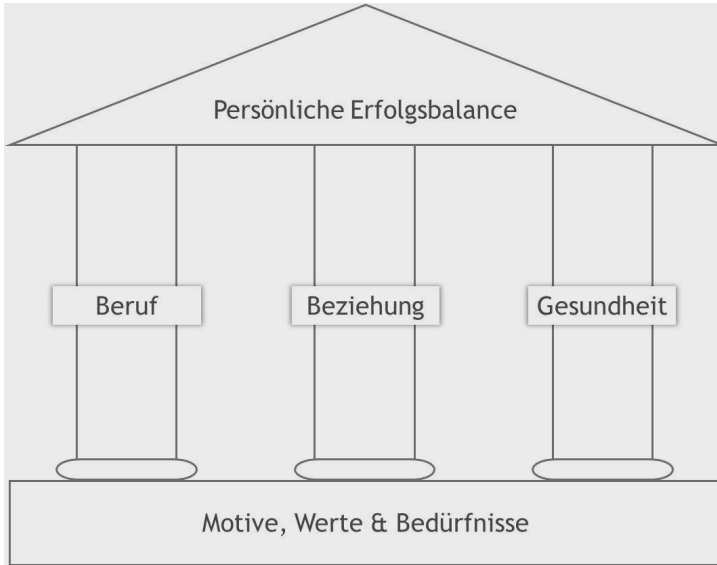 Persönliche Erfolgsbalance
Beruf
Beziehung
Gesundheit
Motive, Werte & Bedürfnisse